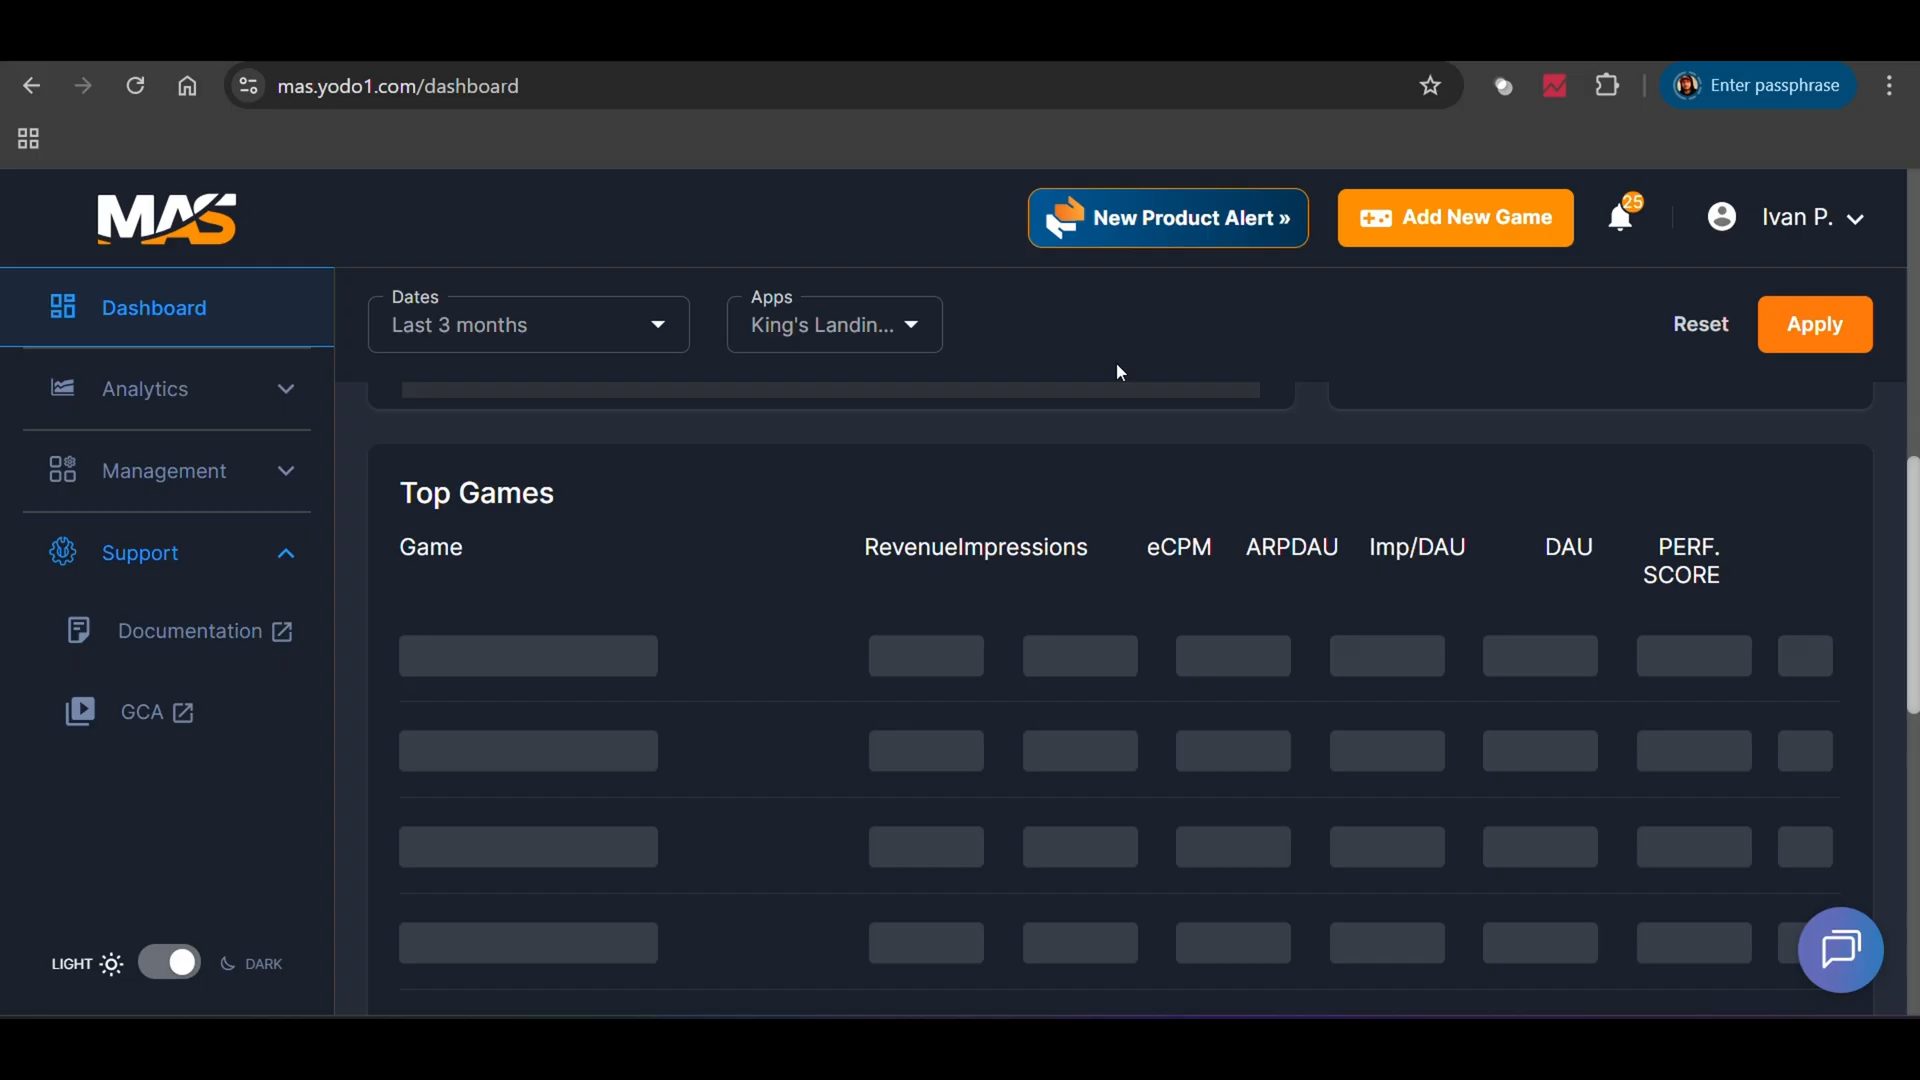 mas.yodo1.com/dashboard
Enter passphrase
MAS
New Product Alert »
Add New Game
25
Ivan P.
Dashboard
Analytics
Management
Support
Documentation
GCA
LIGHT
DARK
Dates
Last 3 months
Apps
King's Landin...
Reset
Apply
Top Games
Game Revenue Impressions eCPM ARPDAU Imp/DAU DAU PERF.
SCORE